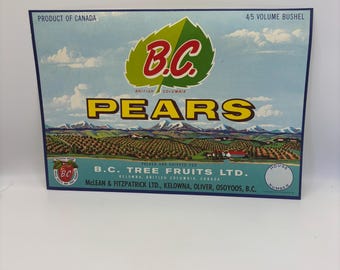 PRODUCT OF CANADA
4/5 VOLUME BUSHEL
B.C.
BRITISH COLUMBIA
PEARS
PACKED AND SHIPPED FOR
B.C. TREE FRUITS LTD.
KELOWNA, BRITISH COLUMBIA, CANADA
McLEAN & FITZPATRICK LTD., KELOWNA, OLIVER, OSOYOOS, B.C.
B.C.
NUMBER